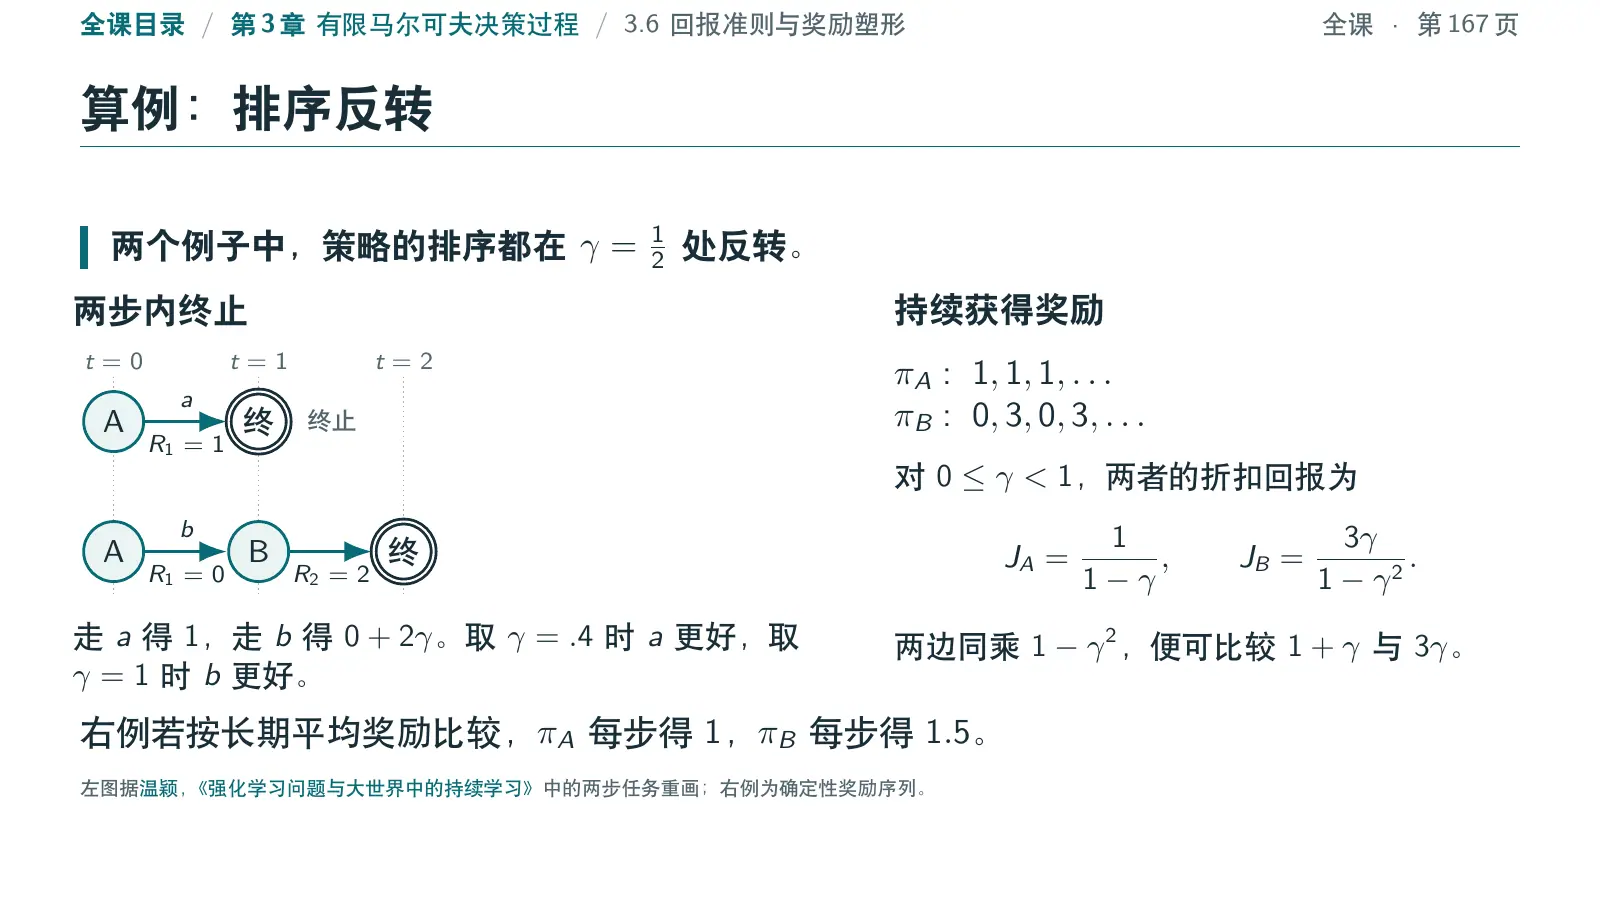 全课目录 / 第 3 章 有限马尔可夫决策过程 / 3.6 回报准则与奖励塑形
全课 · 第 167 页
算例：排序反转
两个例子中，策略的排序都在 γ = 1/2 处反转。
两步内终止
t = 0 t = 1 t = 2
A a R₁ = 1 终 终止
A b R₁ = 0 B R₂ = 2 终
走 a 得 1，走 b 得 0 + 2γ。取 γ = .4 时 a 更好，取
γ = 1 时 b 更好。
持续获得奖励
π_A : 1, 1, 1, …
π_B : 0, 3, 0, 3, …
对 0 ≤ γ < 1，两者的折扣回报为
J_A = 1/(1 − γ), J_B = 3γ/(1 − γ²).
两边同乘 1 − γ²，便可比较 1 + γ 与 3γ。
右例若按长期平均奖励比较，π_A 每步得 1，π_B 每步得 1.5。
左图据温颖，《强化学习问题与大世界中的持续学习》中的两步任务重画；右例为确定性奖励序列。